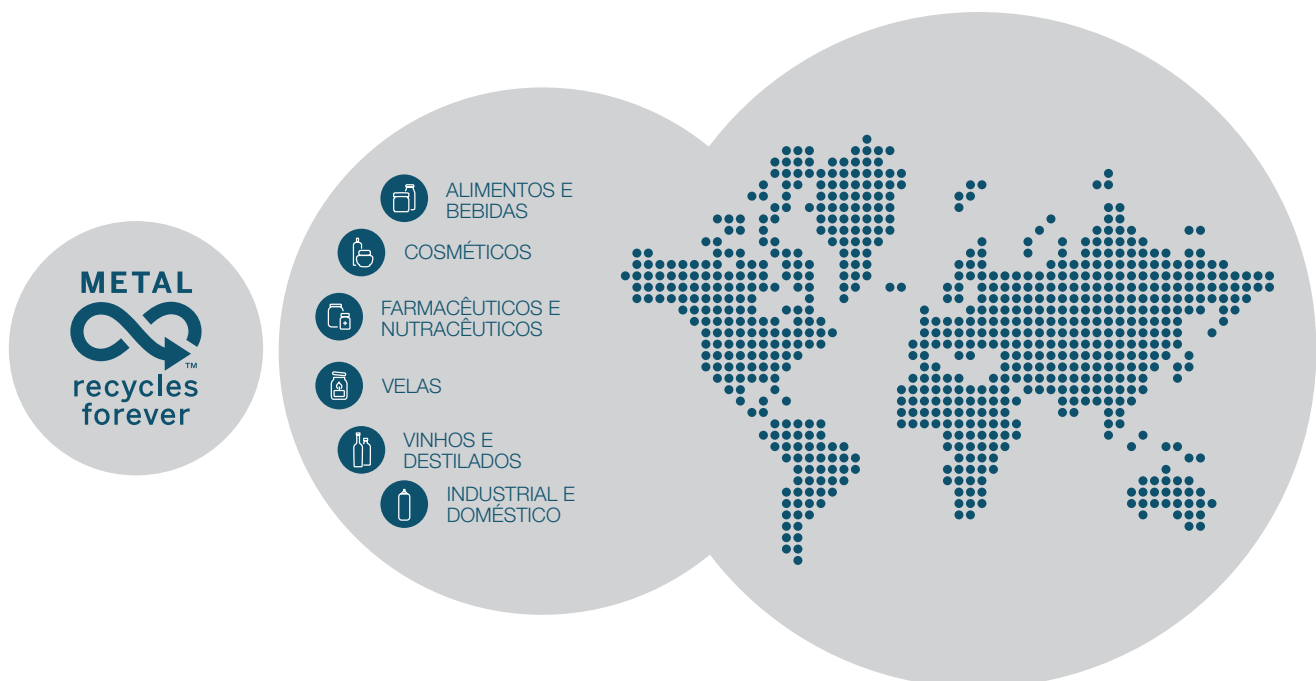 METAL
TM
recycles
forever
ALIMENTOS E
BEBIDAS
COSMÉTICOS
FARMACÊUTICOS E
NUTRACÊUTICOS
VELAS
VINHOS E
DESTILADOS
INDUSTRIAL E
DOMÉSTICO